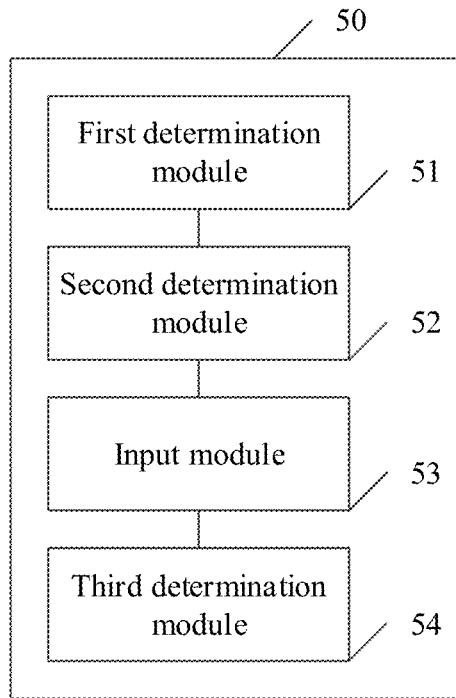 50
First determination
module
51
Second determination
module
52
Input module
53
Third determination
module
54